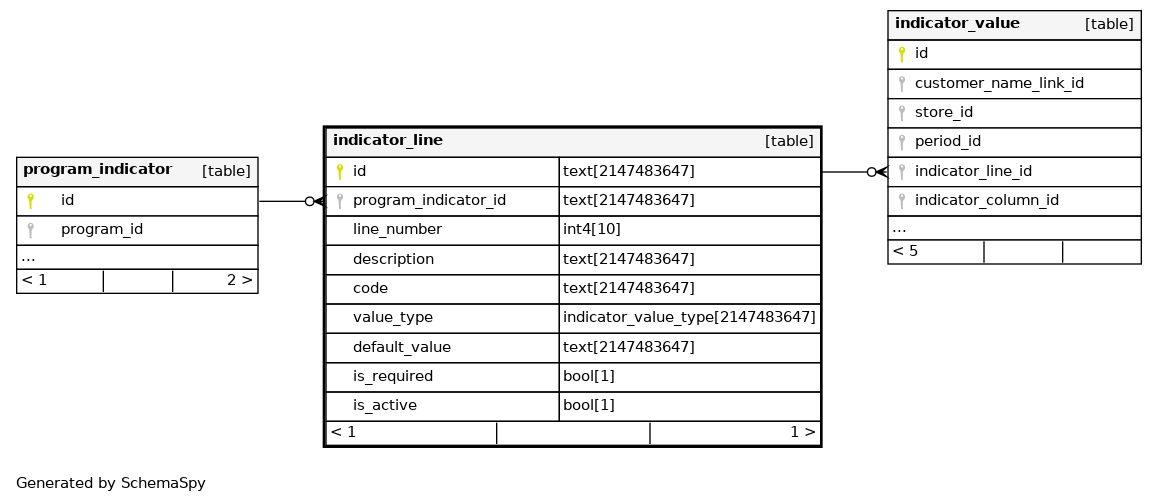 program_indicator [table]
id
program_id
...
< 1 2 >
indicator_line [table]
id text[2147483647]
program_indicator_id text[2147483647]
line_number int4[10]
description text[2147483647]
code text[2147483647]
value_type indicator_value_type[2147483647]
default_value text[2147483647]
is_required bool[1]
is_active bool[1]
< 1 1 >
indicator_value [table]
id
customer_name_link_id
store_id
period_id
indicator_line_id
indicator_column_id
...
< 5
Generated by SchemaSpy